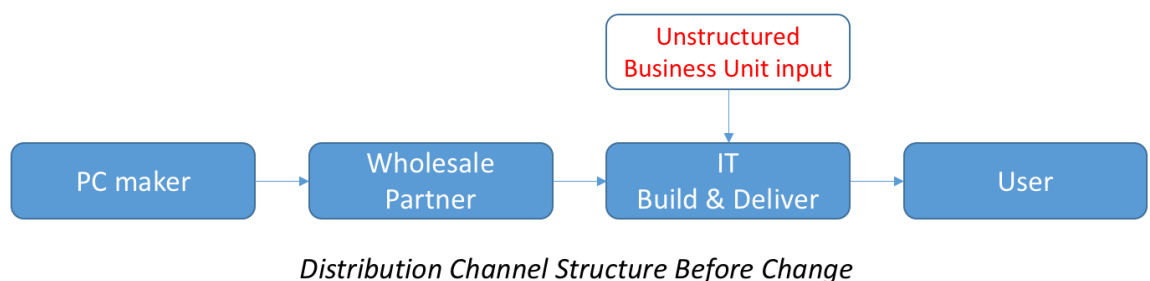 Unstructured
Business Unit input
PC maker
Wholesale
Partner
IT
Build & Deliver
User
Distribution Channel Structure Before Change